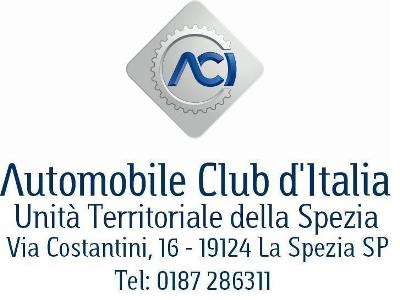 ACI
Automobile Club d'Italia
Unità Territoriale della Spezia
Via Costantini, 16 - 19124 La Spezia SP
Tel: 0187 286311